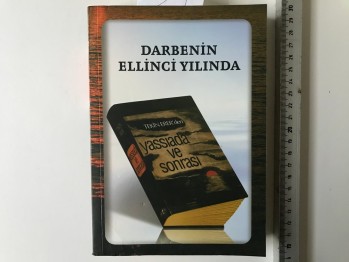 DARBENİN
ELLİNCİ YILINDA
yassıada
ve
sonrası